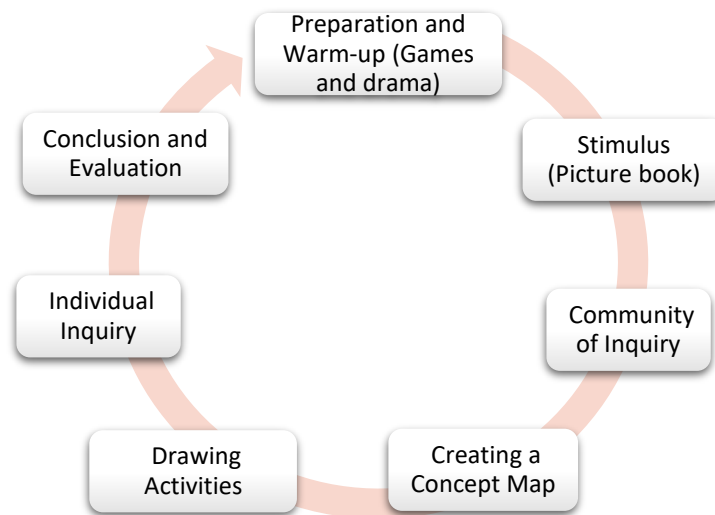 Preparation and
Warm-up (Games
and drama)
Stimulus
(Picture book)
Community
of Inquiry
Creating a
Concept Map
Drawing
Activities
Individual
Inquiry
Conclusion and
Evaluation